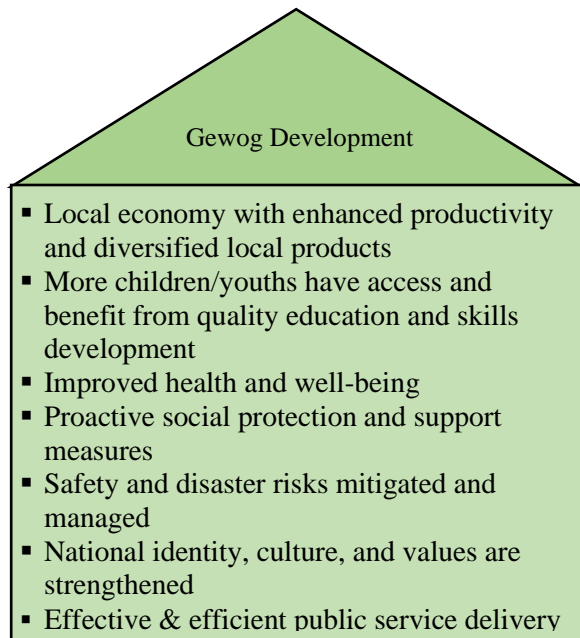 Gewog Development
▪ Local economy with enhanced productivity
and diversified local products
▪ More children/youths have access and
benefit from quality education and skills
development
▪ Improved health and well-being
▪ Proactive social protection and support
measures
▪ Safety and disaster risks mitigated and
managed
▪ National identity, culture, and values are
strengthened
▪ Effective & efficient public service delivery